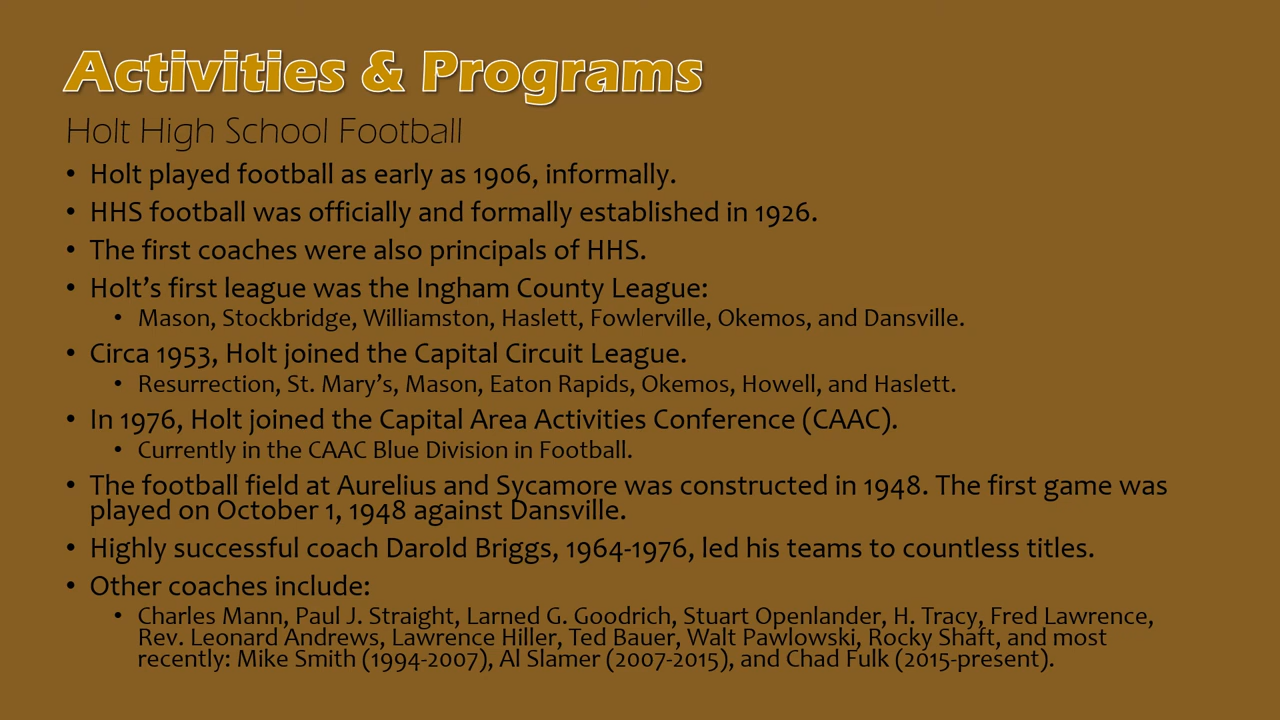 Activities & Programs
Holt High School Football
• Holt played football as early as 1906, informally.
• HHS football was officially and formally established in 1926.
• The first coaches were also principals of HHS.
• Holt’s first league was the Ingham County League:
• Mason, Stockbridge, Williamston, Haslett, Fowlerville, Okemos, and Dansville.
• Circa 1953, Holt joined the Capital Circuit League.
• Resurrection, St. Mary’s, Mason, Eaton Rapids, Okemos, Howell, and Haslett.
• In 1976, Holt joined the Capital Area Activities Conference (CAAC).
• Currently in the CAAC Blue Division in Football.
• The football field at Aurelius and Sycamore was constructed in 1948. The first game was
played on October 1, 1948 against Dansville.
• Highly successful coach Darold Briggs, 1964-1976, led his teams to countless titles.
• Other coaches include:
• Charles Mann, Paul J. Straight, Larned G. Goodrich, Stuart Openlander, H. Tracy, Fred Lawrence,
Rev. Leonard Andrews, Lawrence Hiller, Ted Bauer, Walt Pawlowski, Rocky Shaft, and most
recently: Mike Smith (1994-2007), Al Slamer (2007-2015), and Chad Fulk (2015-present).